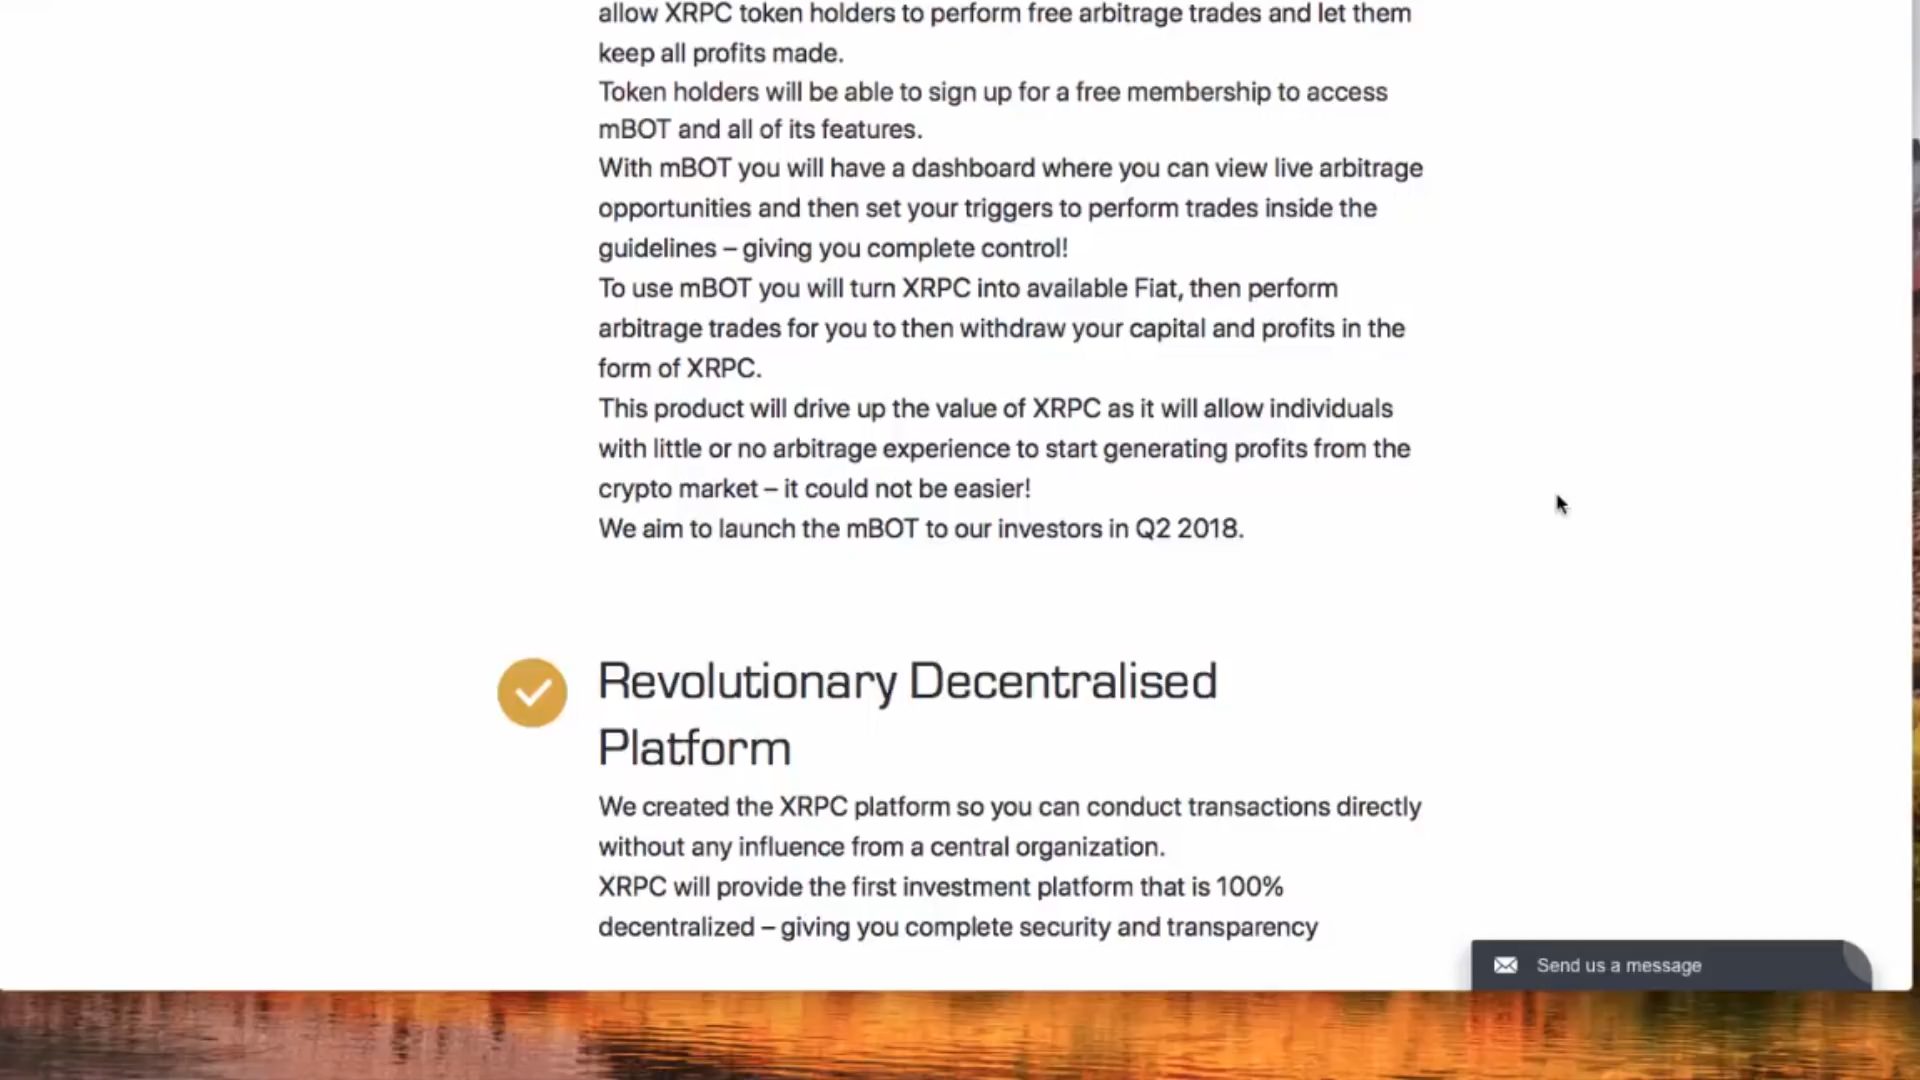 allow XRPC token holders to perform free arbitrage trades and let them
keep all profits made.
Token holders will be able to sign up for a free membership to access
mBOT and all of its features.
With mBOT you will have a dashboard where you can view live arbitrage
opportunities and then set your triggers to perform trades inside the
guidelines – giving you complete control!
To use mBOT you will turn XRPC into available Fiat, then perform
arbitrage trades for you to then withdraw your capital and profits in the
form of XRPC.
This product will drive up the value of XRPC as it will allow individuals
with little or no arbitrage experience to start generating profits from the
crypto market – it could not be easier!
We aim to launch the mBOT to our investors in Q2 2018.
Revolutionary Decentralised
Platform
We created the XRPC platform so you can conduct transactions directly
without any influence from a central organization.
XRPC will provide the first investment platform that is 100%
decentralized – giving you complete security and transparency
Send us a message